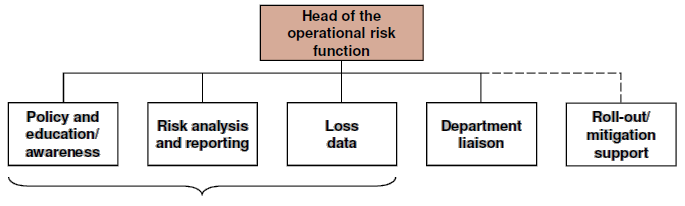 Head of the
operational risk
function
Policy and
education/
awareness
Risk analysis
and reporting
Loss
data
Department
liaison
Roll-out/
mitigation
support